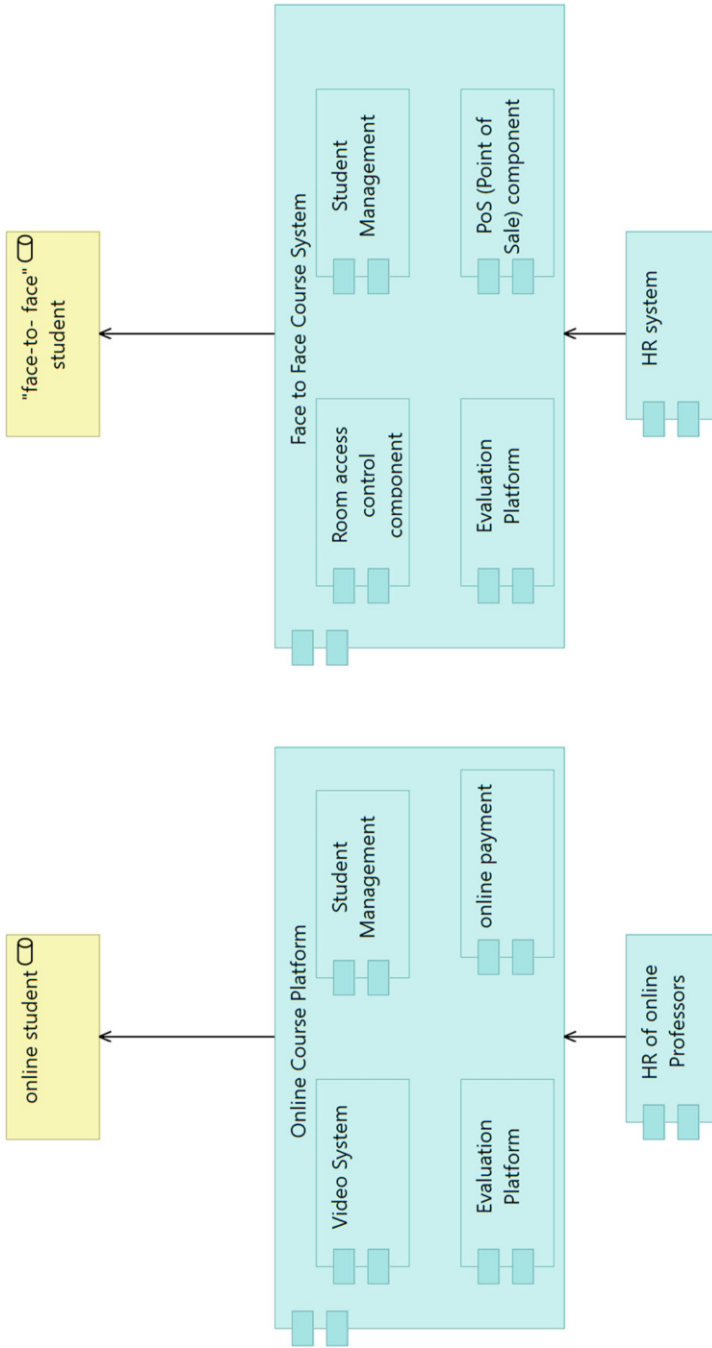 online student
Online Course Platform
Video System
Student
Management
Evaluation
Platform
online payment
HR of online
Professors
"face-to- face"
student
Face to Face Course System
Room access
control
component
Student
Management
Evaluation
Platform
PoS (Point of
Sale) component
HR system